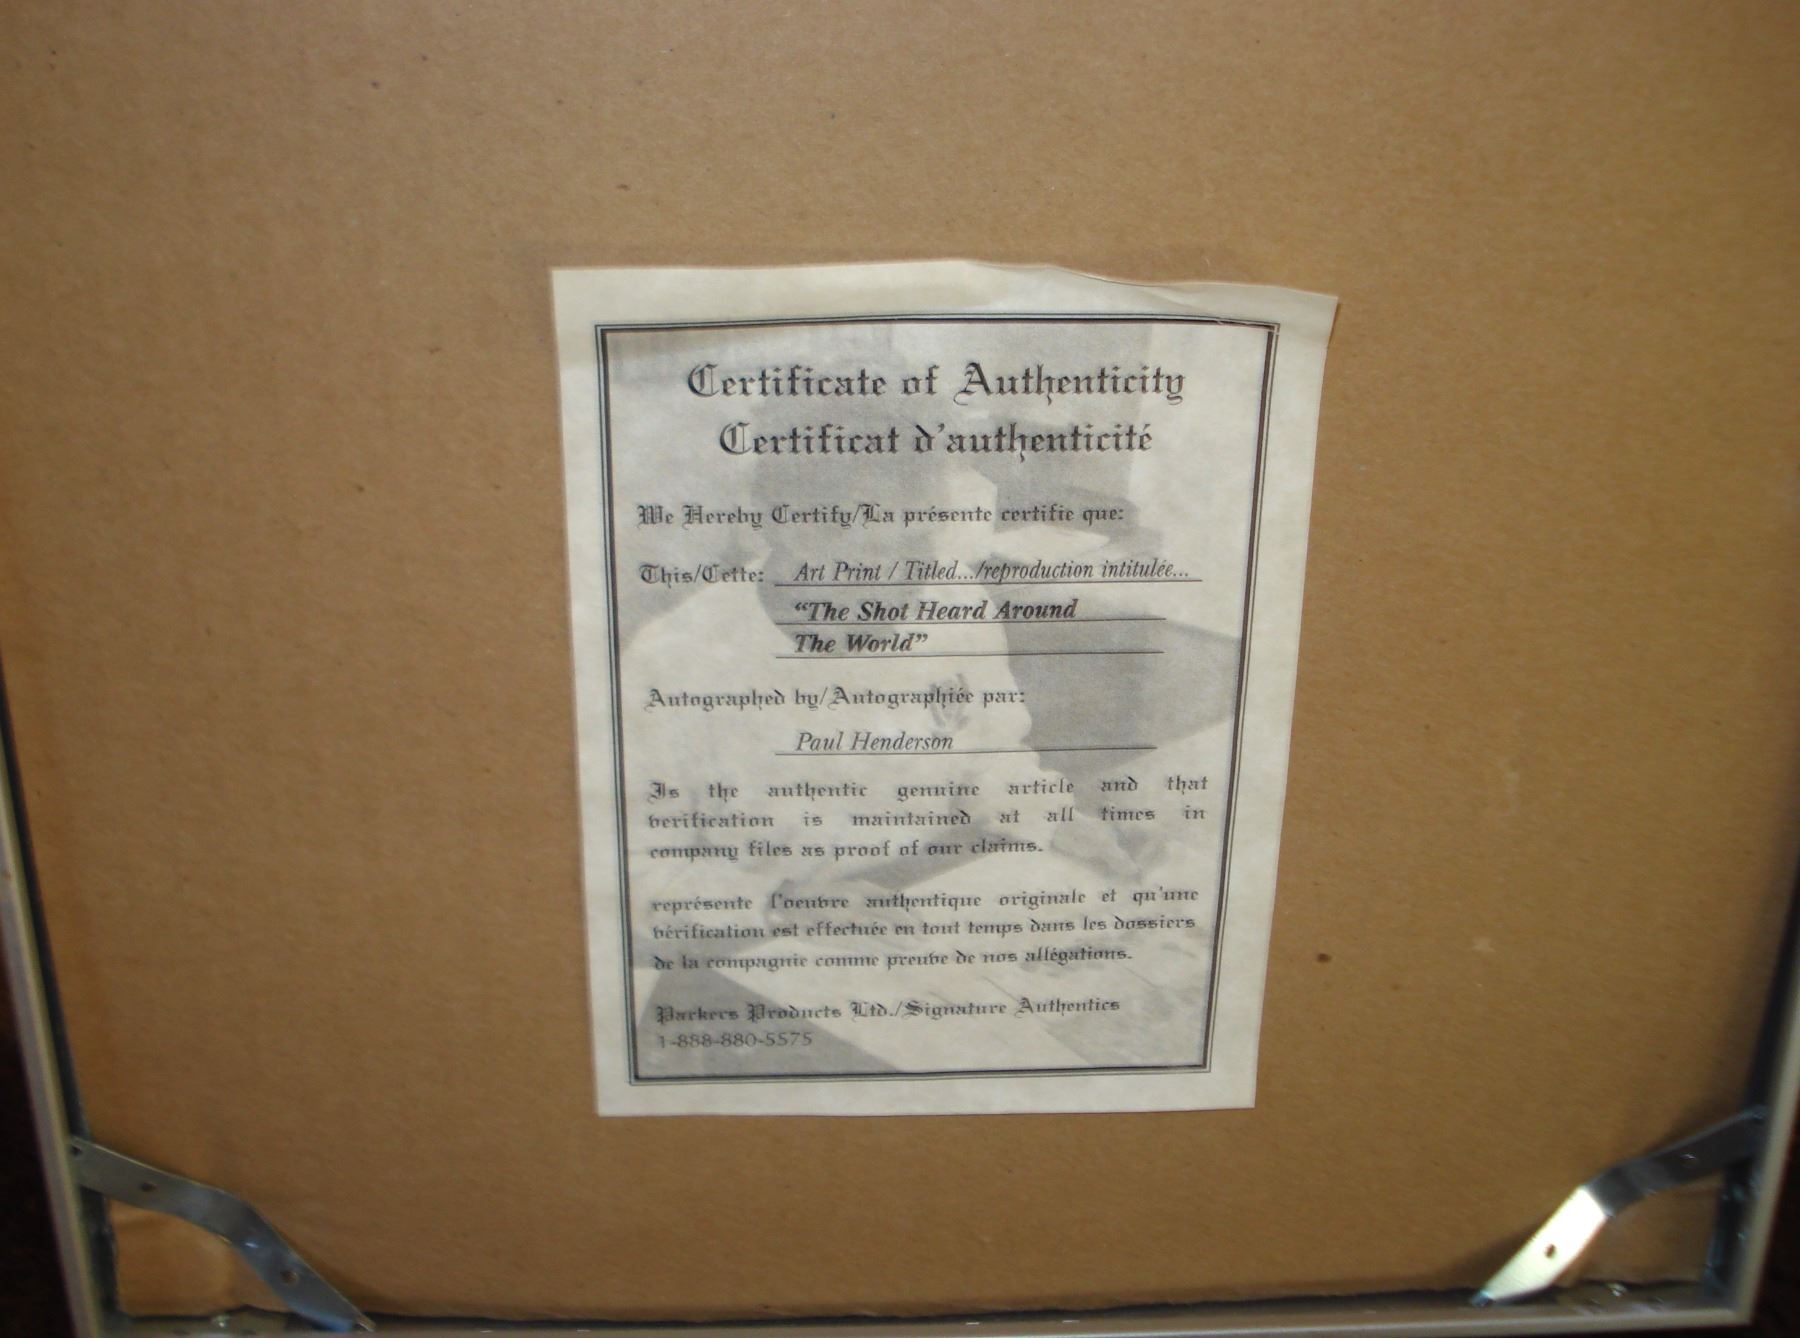 Certificate of Authenticity
Certificat d'authenticité
We Hereby Certify/La présente certifie que:
This/Cette: Art Print / Titled.../reproduction intitulée...
“The Shot Heard Around
The World”
Autographed by/Autographiée par:
Paul Henderson
Is the authentic genuine article and that
verification is maintained at all times in
company files as proof of our claims.
représente l'oeuvre authentique originale et qu'une
vérification est effectuée en tout temps dans les dossiers
de la compagnie comme preuve de nos allégations.
Parkers Products Ltd./Signature Authentics
1-888-880-5575